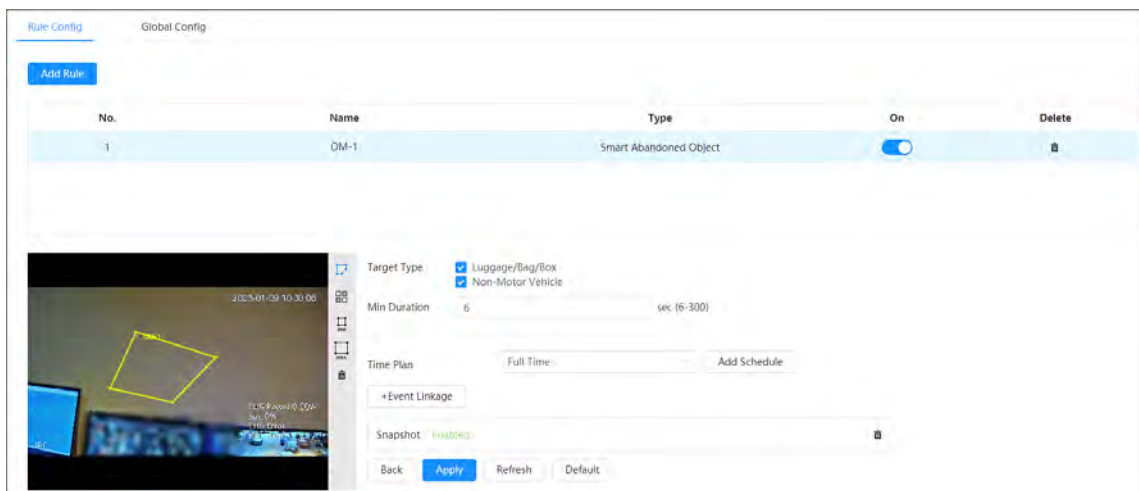 Rule Config Global Config
Add Rule
No. Name Type On Delete
1 OM-1 Smart Abandoned Object
Target Type Luggage/Bag/Box
Non-Motor Vehicle
2023-01-09 10:30:06
Min Duration 6 sec (6-300)
Time Plan Full Time Add Schedule
+Event Linkage
Snapshot Enabled
Back Apply Refresh Default